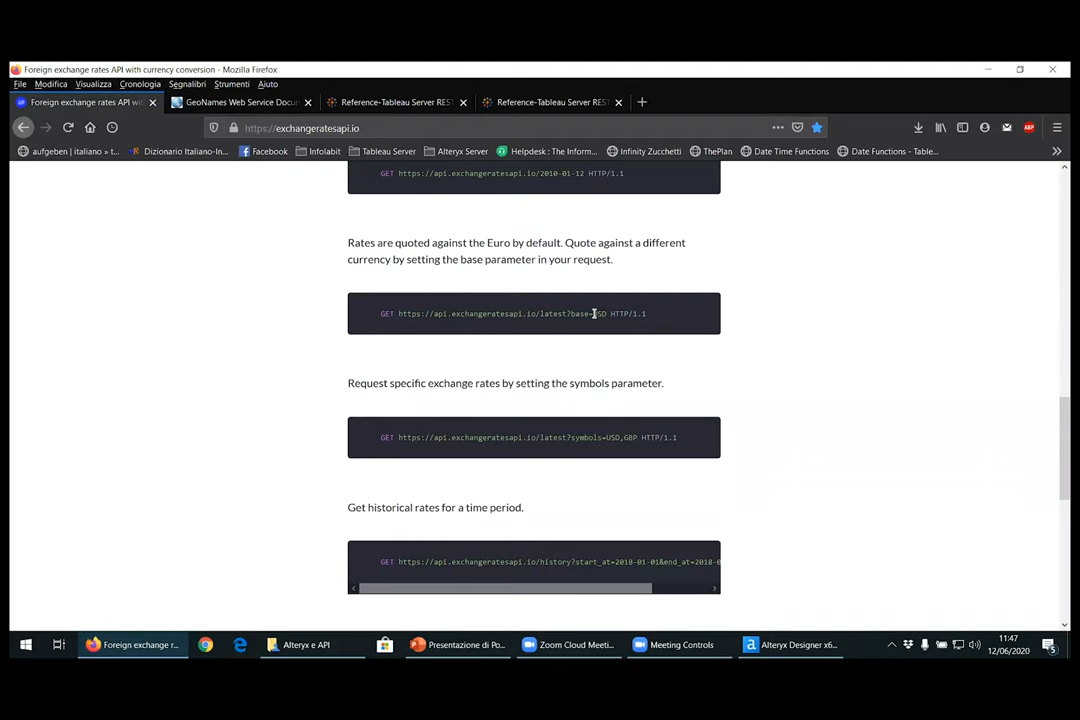 Foreign exchange rates API with currency conversion - Mozilla Firefox
File Modifica Visualizza Cronologia Segnalibri Strumenti Aiuto
Foreign exchange rates API wit
GeoNames Web Service Docu
Reference-Tableau Server REST
Reference-Tableau Server REST
https://exchangeratesapi.io
ABP
aufgeben | italiano » t... Dizionario Italiano-In... Facebook Infolabit Tableau Server Alteryx Server Helpdesk : The Inform... Infinity Zucchetti ThePlan Date Time Functions Date Functions - Table...
GET https://api.exchangeratesapi.io/2010-01-12 HTTP/1.1
Rates are quoted against the Euro by default. Quote against a different
currency by setting the base parameter in your request.
GET https://api.exchangeratesapi.io/latest?base=USD HTTP/1.1
Request specific exchange rates by setting the symbols parameter.
GET https://api.exchangeratesapi.io/latest?symbols=USD,GBP HTTP/1.1
Get historical rates for a time period.
GET https://api.exchangeratesapi.io/history?start_at=2018-01-01&end_at=2018-0
Foreign exchange r... Alteryx e API Presentazione di Po... Zoom Cloud Meeti... Meeting Controls Alteryx Designer x6...
11:47
12/06/2020
5